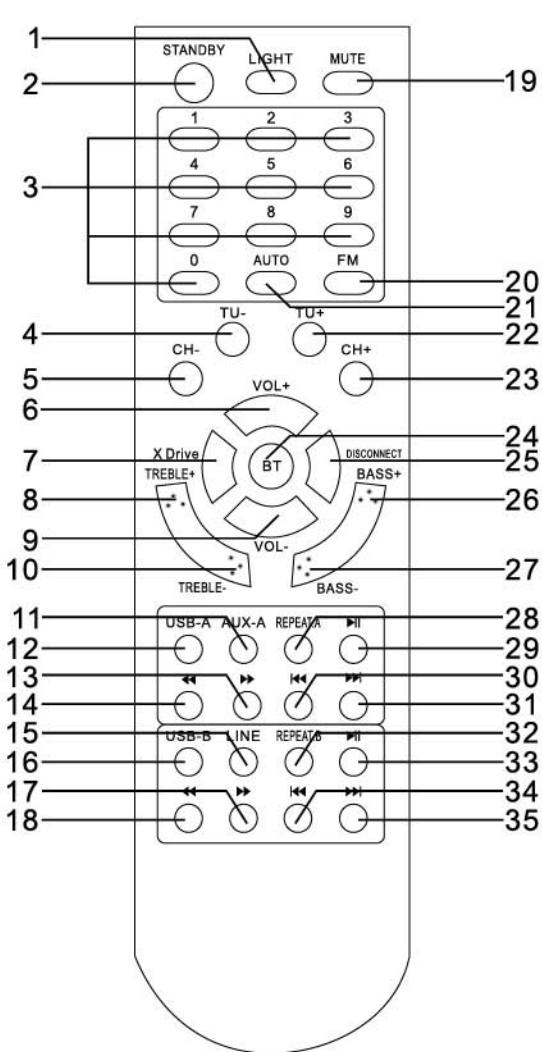 1
STANDBY LIGHT MUTE
2 19
1 2 3
4 5 6
3
7 8 9
0 AUTO FM
20
21
TU- TU+
4 22
CH- CH+
5 23
VOL+
6
24
X Drive BT DISCONNECT
7 25
TREBLE+ BASS+
8 26
9
VOL-
10 27
TREBLE- BASS-
11 28
USB-A AUX-A REPEAT.A
12 29
13 30
14 31
15 32
USB-B LINE REPEAT.B
16 33
17 34
18 35